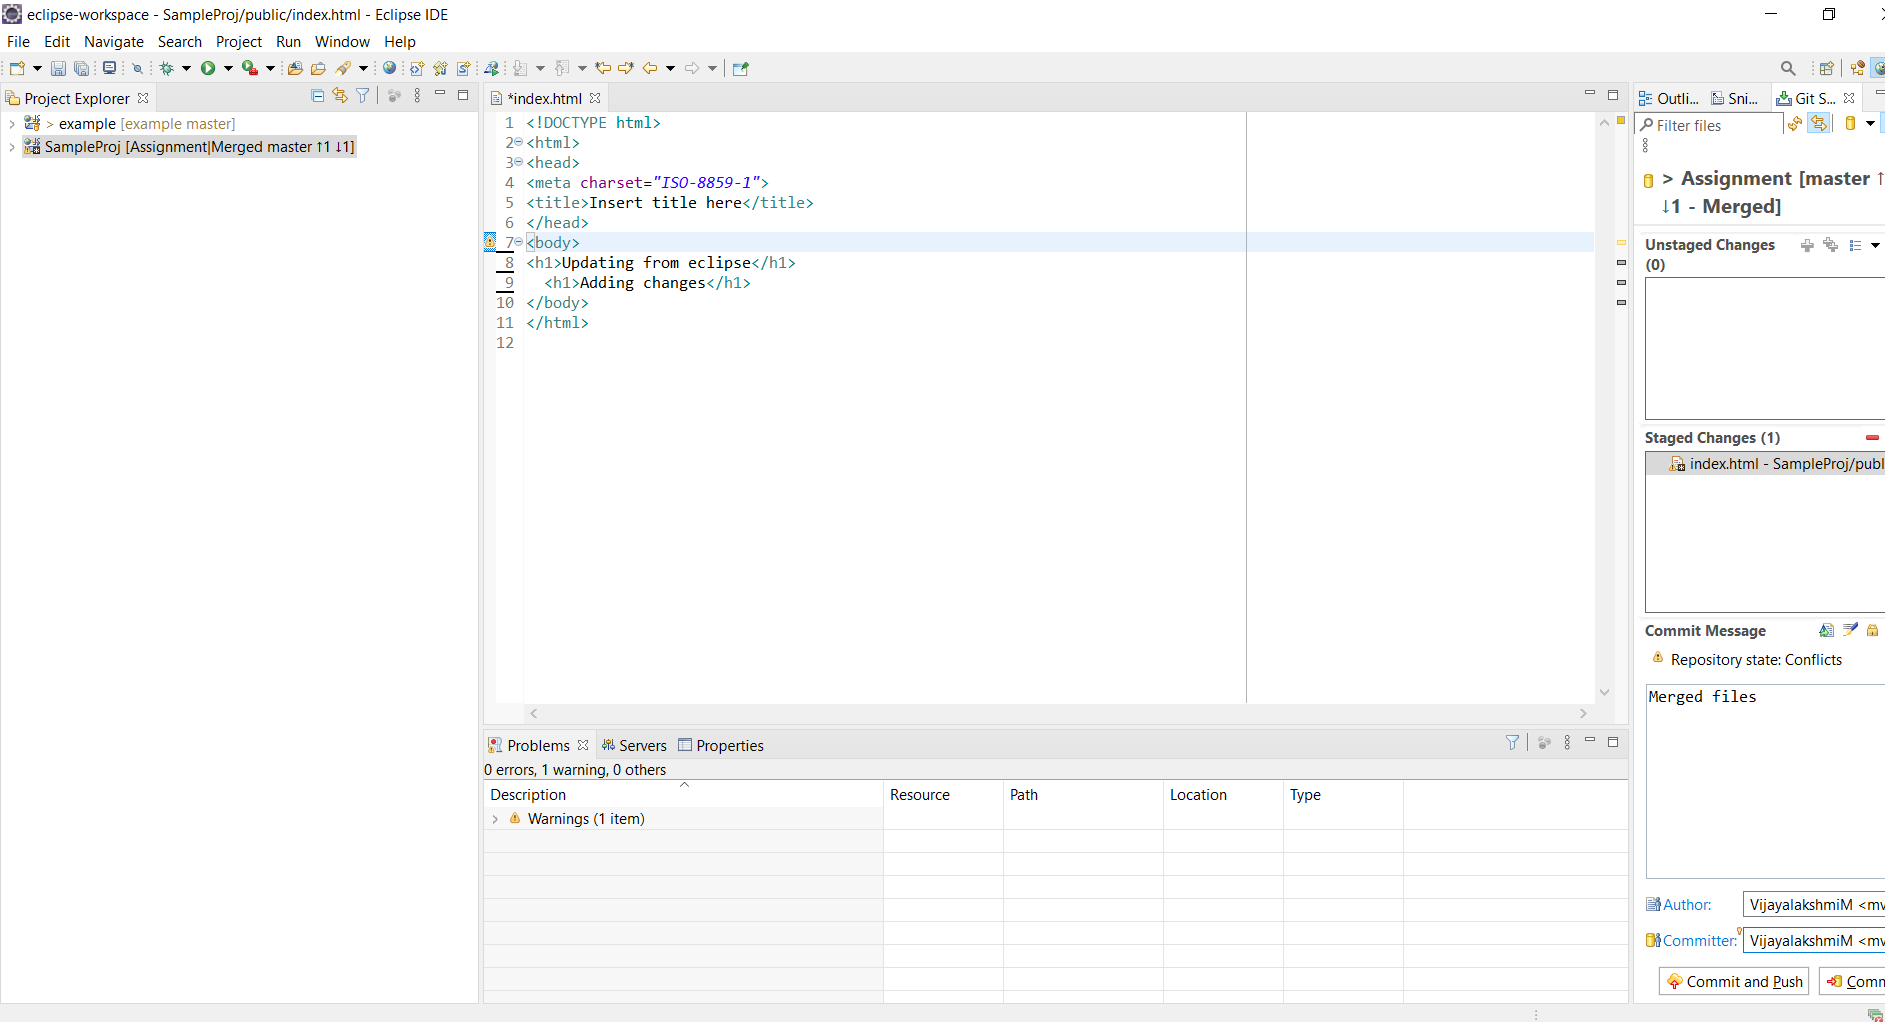 eclipse-workspace - SampleProj/public/index.html - Eclipse IDE
File Edit Navigate Search Project Run Window Help
Project Explorer
> example [example master]
SampleProj [Assignment|Merged master ↑1 ↓1]
*index.html
1 <!DOCTYPE html>
2 <html>
3 <head>
4 <meta charset="ISO-8859-1">
5 <title>Insert title here</title>
6 </head>
7 <body>
8 <h1>Updating from eclipse</h1>
9   <h1>Adding changes</h1>
10 </body>
11 </html>
12
Problems Servers Properties
0 errors, 1 warning, 0 others
Description Resource Path Location Type
Warnings (1 item)
Outli... Sni... Git S...
Filter files
> Assignment [master ↑
↓1 - Merged]
Unstaged Changes
(0)
Staged Changes (1)
index.html - SampleProj/publ
Commit Message
Repository state: Conflicts
Merged files
Author: VijayalakshmiM <mv
Committer: VijayalakshmiM <mv
Commit and Push Comm